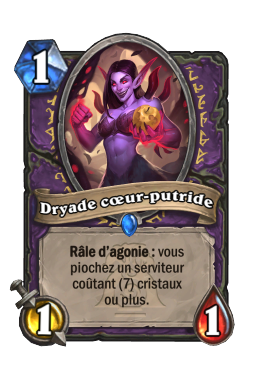 1
Dryade cœur-putride
Râle d'agonie : vous
piochez un serviteur
coûtant (7) cristaux
ou plus.
1
1